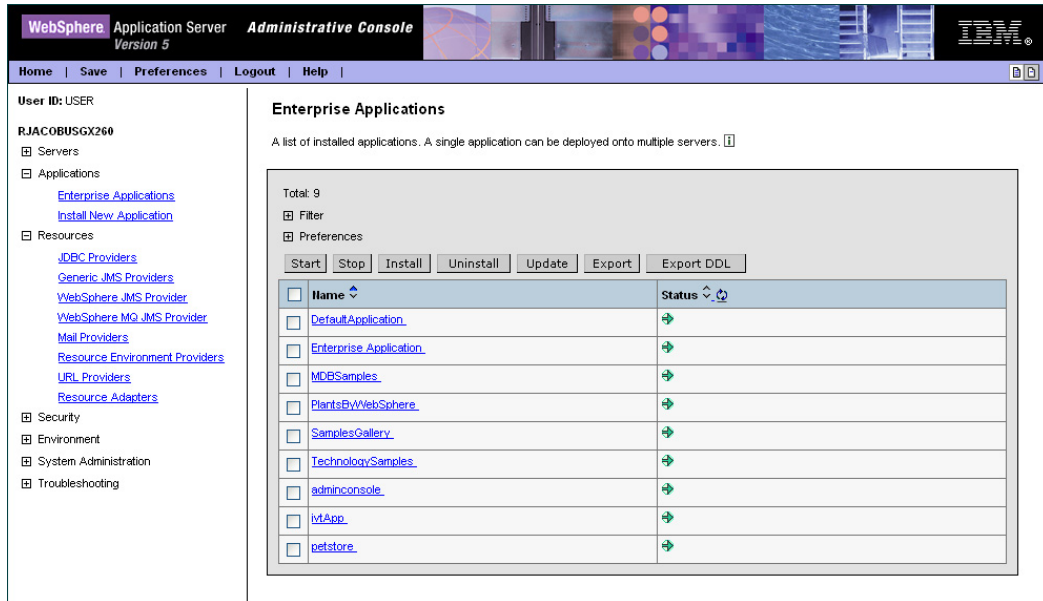 WebSphere Application Server Administrative Console
Version 5
IBM®
Home | Save | Preferences | Logout | Help |
User ID: USER
RJACOBUSGX260
Servers
Applications
Enterprise Applications
Install New Application
Resources
JDBC Providers
Generic JMS Providers
WebSphere JMS Provider
WebSphere MQ JMS Provider
Mail Providers
Resource Environment Providers
URL Providers
Resource Adapters
Security
Environment
System Administration
Troubleshooting
Enterprise Applications
A list of installed applications. A single application can be deployed onto multiple servers. i
Total: 9
Filter
Preferences
Start Stop Install Uninstall Update Export Export DDL
Name Status
DefaultApplication
Enterprise Application
MDBSamples
PlantsByWebSphere
SamplesGallery
TechnologySamples
adminconsole
ivtApp
petstore